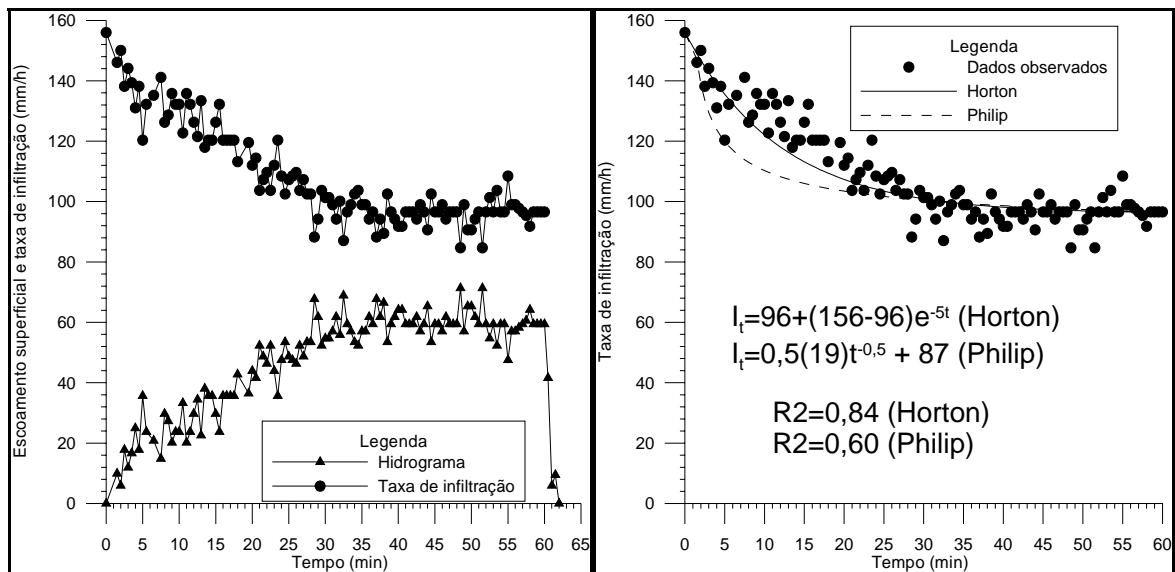 Escoamento superficial e taxa de infiltração (mm/h)
160
140
120
100
80
60
40
20
0
Legenda
Hidrograma
Taxa de infiltração
0 5 10 15 20 25 30 35 40 45 50 55 60 65
Tempo (min)
Taxa de infiltração (mm/h)
160
140
120
100
80
60
40
20
0
Legenda
Dados observados
Horton
Philip
I_t=96+(156-96)e^-5t (Horton)
I_t=0,5(19)t^-0,5 + 87 (Philip)
R2=0,84 (Horton)
R2=0,60 (Philip)
0 5 10 15 20 25 30 35 40 45 50 55 60
Tempo (min)